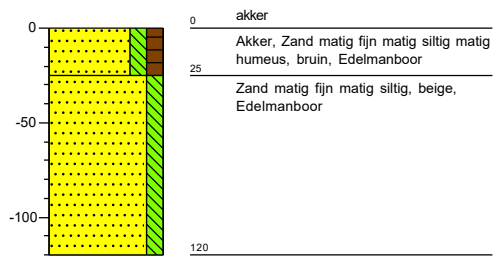 0
akker
0
Akker, Zand matig fijn matig siltig matig
humeus, bruin, Edelmanboor
25
Zand matig fijn matig siltig, beige,
Edelmanboor
-50
-100
120